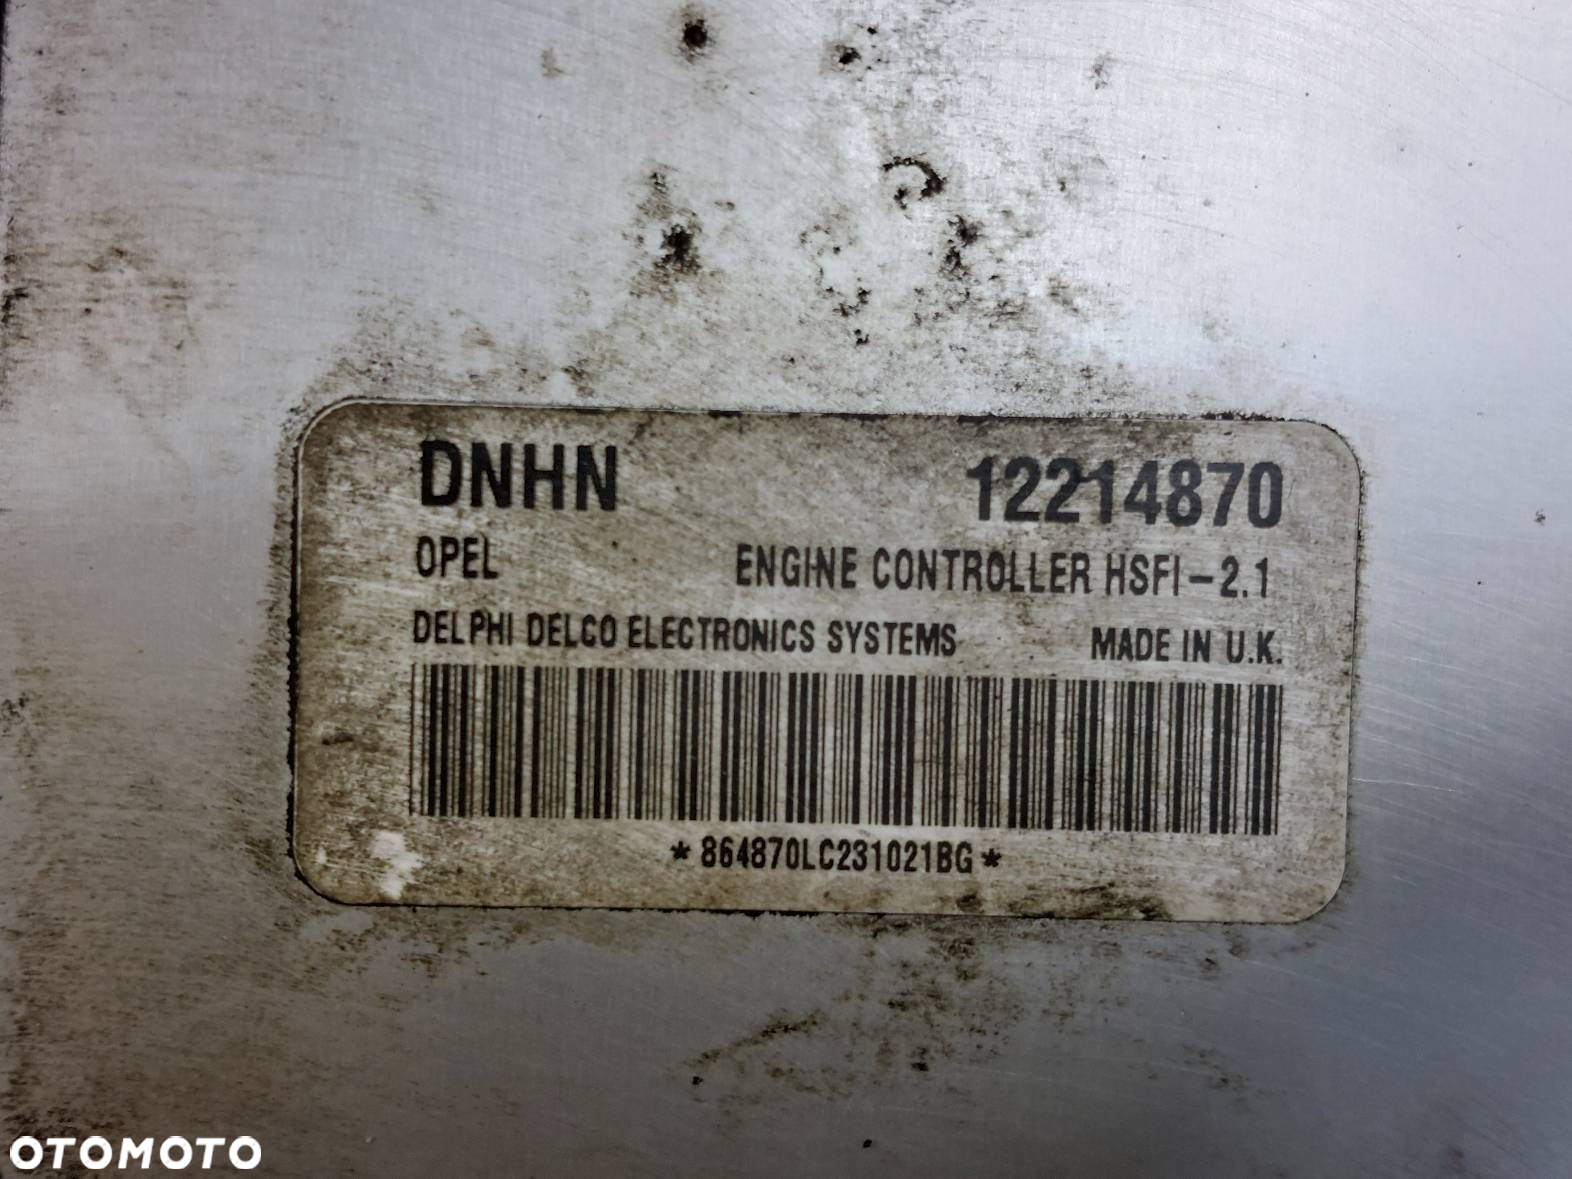 DNHN 12214870
OPEL ENGINE CONTROLLER HSFI-2.1
DELPHI DELCO ELECTRONICS SYSTEMS MADE IN U.K.
*864870LC231021BG*
OTOMOTO